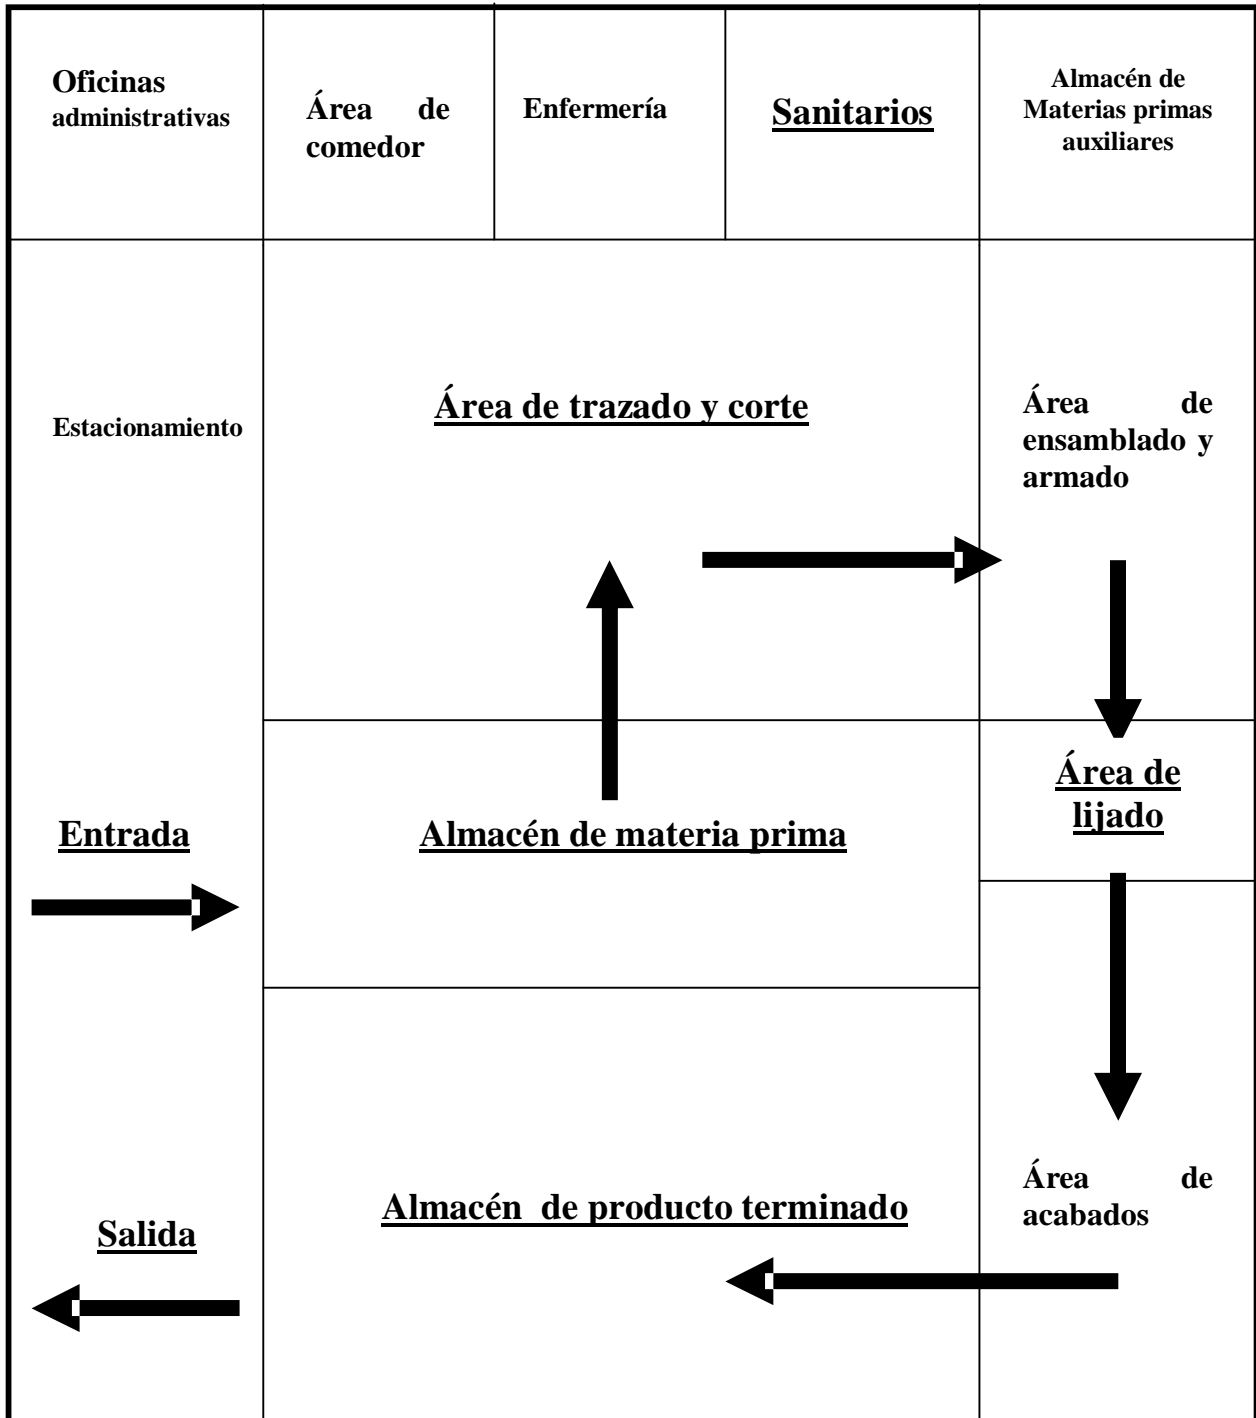 Oficinas
administrativas
Área de
comedor
Enfermería
Sanitarios
Almacén de
Materias primas
auxiliares
Estacionamiento
Área de trazado y corte
Área de
ensamblado y
armado
Entrada
Almacén de materia prima
Área de
lijado
Salida
Almacén de producto terminado
Área de
acabados